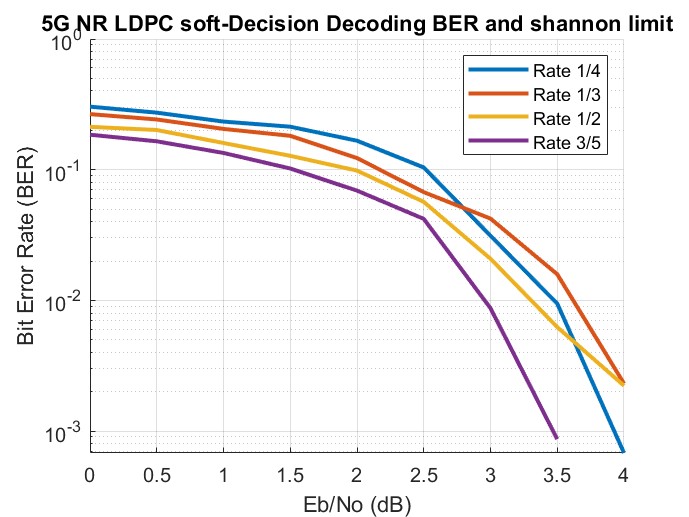 5G NR LDPC soft-Decision Decoding BER and shannon limit
10^0
10^-1
10^-2
10^-3
Bit Error Rate (BER)
Rate 1/4
Rate 1/3
Rate 1/2
Rate 3/5
0 0.5 1 1.5 2 2.5 3 3.5 4
Eb/No (dB)